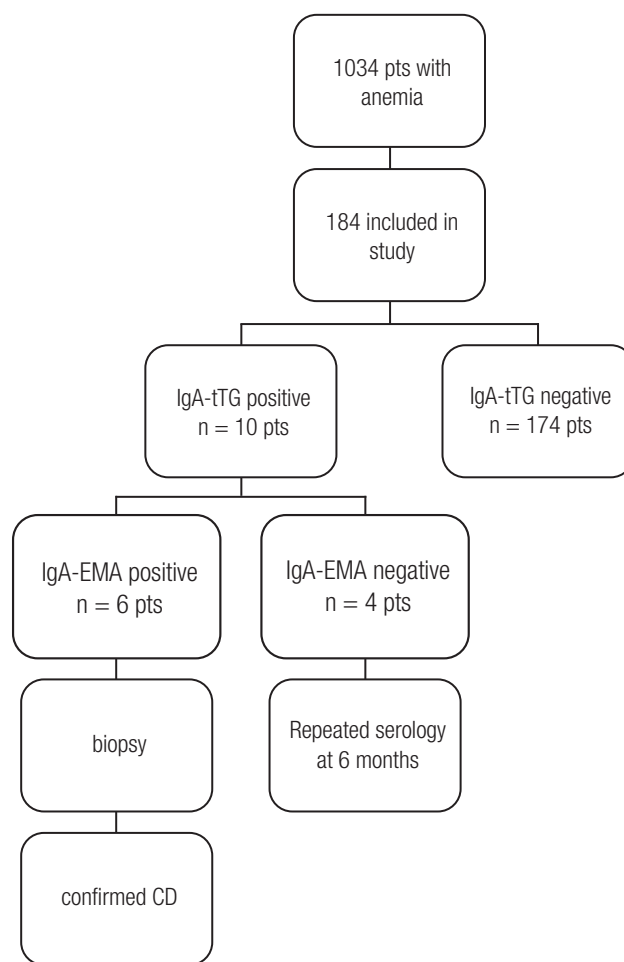 1034 pts with
anemia
184 included in
study
IgA-tTG positive
n = 10 pts
IgA-tTG negative
n = 174 pts
IgA-EMA positive
n = 6 pts
IgA-EMA negative
n = 4 pts
biopsy
Repeated serology
at 6 months
confirmed CD